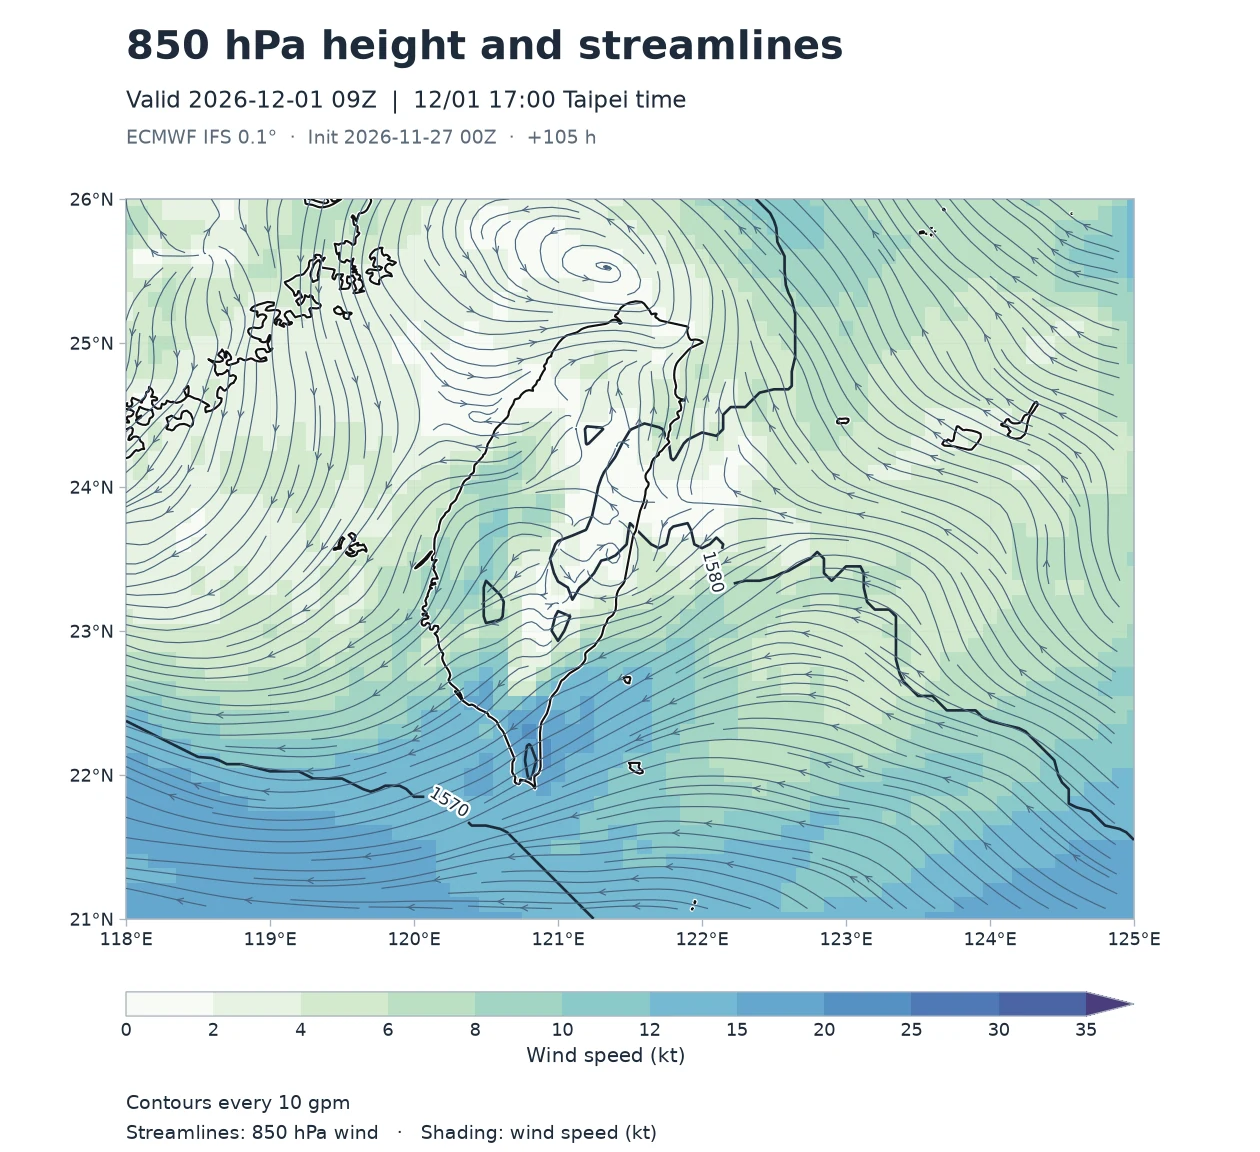 850 hPa height and streamlines
Valid 2026-12-01 09Z | 12/01 17:00 Taipei time
ECMWF IFS 0.1° · Init 2026-11-27 00Z · +105 h
26°N
25°N
24°N
23°N
22°N
21°N
1580
1570
118°E 119°E 120°E 121°E 122°E 123°E 124°E 125°E
0 2 4 6 8 10 12 15 20 25 30 35
Wind speed (kt)
Contours every 10 gpm
Streamlines: 850 hPa wind · Shading: wind speed (kt)